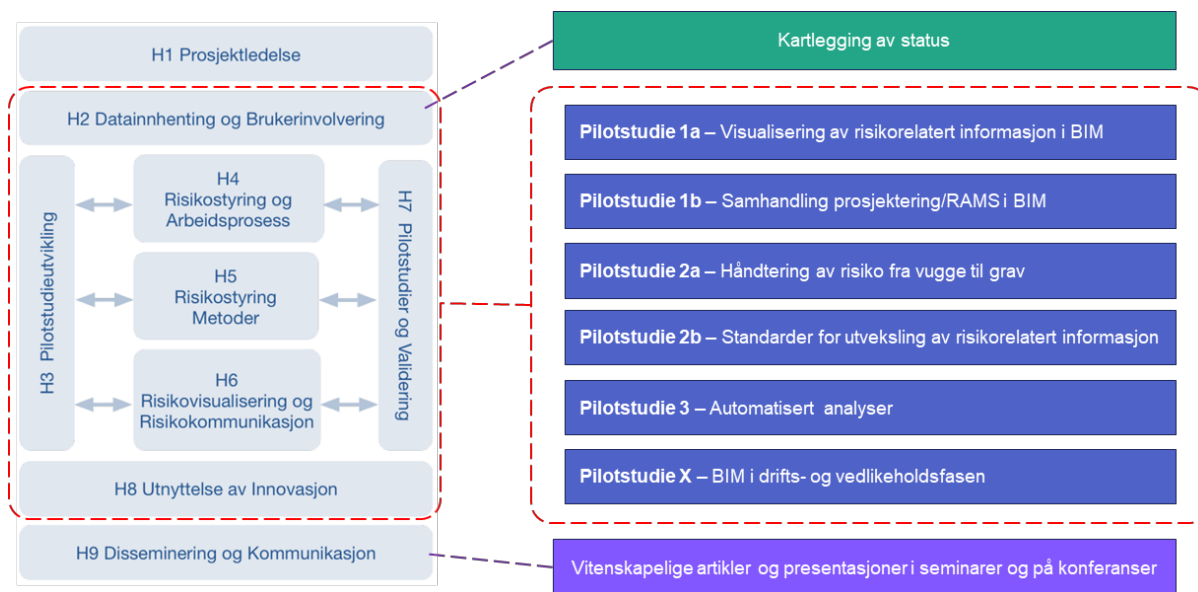 H1 Prosjektledelse
H2 Datainnhenting og Brukerinvolvering
H3 Pilotstudieutvikling
H4
Risikostyring og
Arbeidsprosess
H5
Risikostyring
Metoder
H6
Risikovisualisering og
Risikokommunikasjon
H7 Pilotstudier og Validering
H8 Utnyttelse av Innovasjon
H9 Disseminering og Kommunikasjon
Kartlegging av status
Pilotstudie 1a – Visualisering av risikorelatert informasjon i BIM
Pilotstudie 1b – Samhandling prosjektering/RAMS i BIM
Pilotstudie 2a – Håndtering av risiko fra vugge til grav
Pilotstudie 2b – Standarder for utveksling av risikorelatert informasjon
Pilotstudie 3 – Automatisert analyser
Pilotstudie X – BIM i drifts- og vedlikeholdsfasen
Vitenskapelige artikler og presentasjoner i seminarer og på konferanser